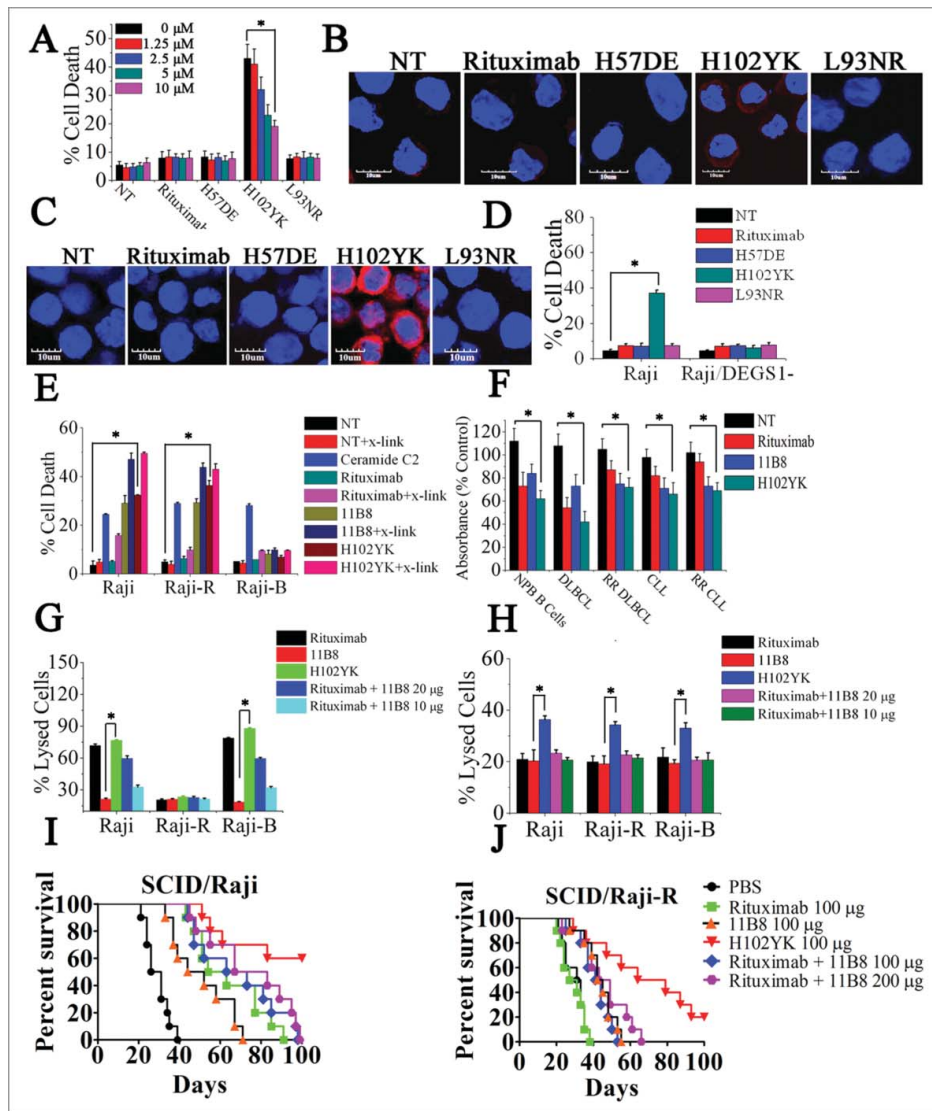 A
0 μM
1.25 μM
2.5 μM
5 μM
10 μM
*
% Cell Death
60
40
20
0
NT
Rituximab
H57DE
H102YK
L93NR
B
NT Rituximab H57DE H102YK L93NR
10um 10um 10um 10um 10um
C
NT Rituximab H57DE H102YK L93NR
10um 10um 10um 10um 10um
D
NT
Rituximab
H57DE
H102YK
L93NR
*
% Cell Death
80
60
40
20
0
Raji Raji/DEGS1-
E
NT
NT+x-link
Ceramide C2
Rituximab
Rituximab+x-link
11B8
11B8+x-link
H102YK
H102YK+x-link
* *
% Cell Death
60
40
20
0
Raji Raji-R Raji-B
F
NT
Rituximab
11B8
H102YK
* * * * *
Absorbance (% Control)
120
100
80
60
40
20
0
NPB B Cells
DLBCL
RR DLBCL
CLL
RR CLL
G
Rituximab
11B8
H102YK
Rituximab + 11B8 20 μg
Rituximab + 11B8 10 μg
* *
% Lysed Cells
150
120
90
60
30
Raji Raji-R Raji-B
H
Rituximab
11B8
H102YK
Rituximab+11B8 20 μg
Rituximab+11B8 10 μg
* * *
% Lysed Cells
60
40
20
0
Raji Raji-R Raji-B
I
SCID/Raji
Percent survival
100
80
60
40
20
0
0 20 40 60 80 100
Days
J
SCID/Raji-R
PBS
Rituximab 100 μg
11B8 100 μg
H102YK 100 μg
Rituximab + 11B8 100 μg
Rituximab + 11B8 200 μg
Percent survival
100
80
60
40
20
0
0 20 40 60 80 100
Days